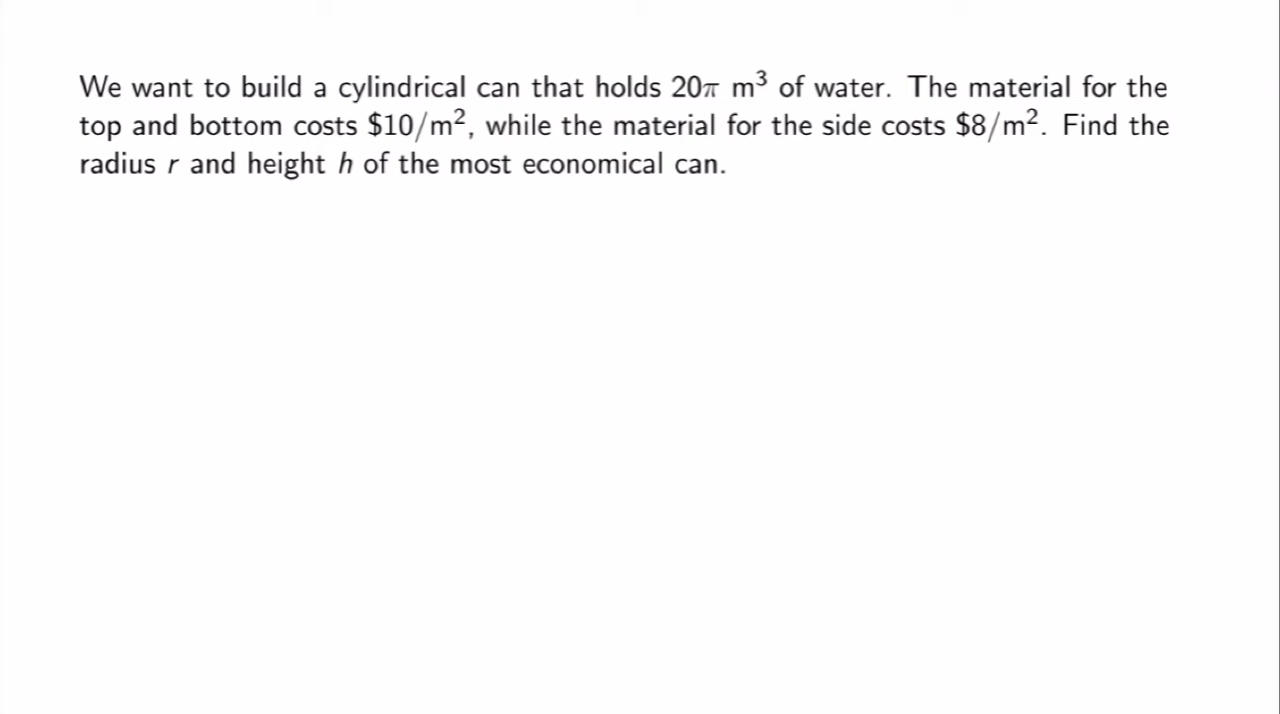 We want to build a cylindrical can that holds 20π m³ of water. The material for the
top and bottom costs $10/m², while the material for the side costs $8/m². Find the
radius r and height h of the most economical can.